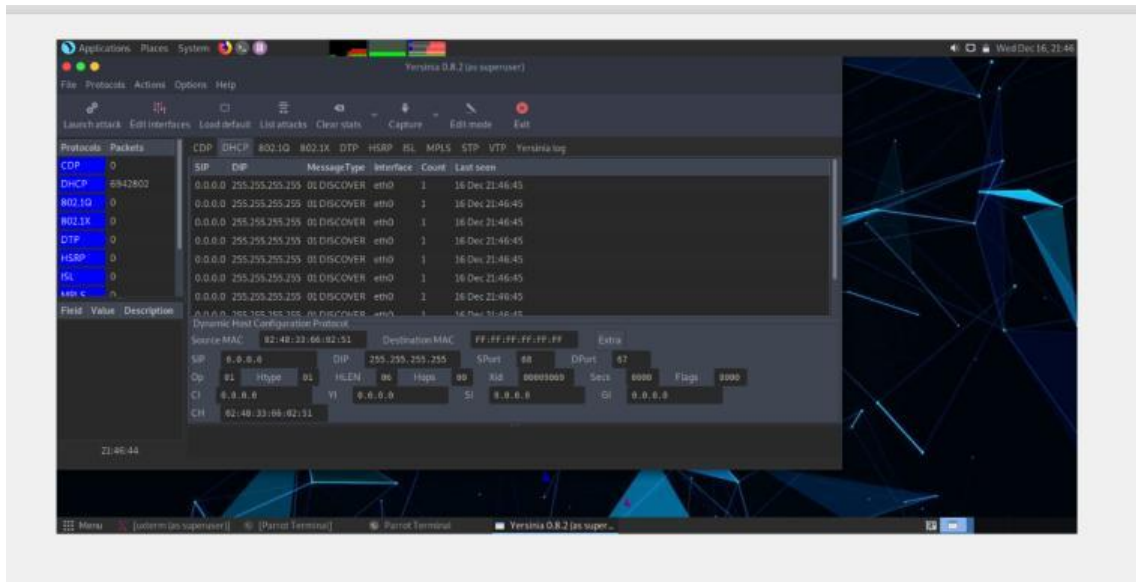 Applications Places System
Wed Dec 16, 21:46
Yersinia 0.8.2 (as superuser)
File Protocols Actions Options Help
Launch attack Edit interfaces Load default List attacks Clear stats Capture Edit mode Exit
Protocols Packets
CDP 0
DHCP 6942802
802.1Q 0
802.1X 0
DTP 0
HSRP 0
ISL 0
MPLS 0
Field Value Description
21:46:44
CDP DHCP 802.1Q 802.1X DTP HSRP ISL MPLS STP VTP Yersinia log
SIP DIP MessageType Interface Count Last seen
0.0.0.0 255.255.255.255 01 DISCOVER eth0 1 16 Dec 21:46:45
0.0.0.0 255.255.255.255 01 DISCOVER eth0 1 16 Dec 21:46:45
0.0.0.0 255.255.255.255 01 DISCOVER eth0 1 16 Dec 21:46:45
0.0.0.0 255.255.255.255 01 DISCOVER eth0 1 16 Dec 21:46:45
0.0.0.0 255.255.255.255 01 DISCOVER eth0 1 16 Dec 21:46:45
0.0.0.0 255.255.255.255 01 DISCOVER eth0 1 16 Dec 21:46:45
0.0.0.0 255.255.255.255 01 DISCOVER eth0 1 16 Dec 21:46:45
0.0.0.0 255.255.255.255 01 DISCOVER eth0 1 16 Dec 21:46:45
Dynamic Host Configuration Protocol
Source MAC 02:48:33:66:02:51 Destination MAC FF:FF:FF:FF:FF:FF Extra
SIP 0.0.0.0 DIP 255.255.255.255 SPort 68 DPort 67
Op 01 Htype 01 HLEN 06 Hops 00 Xid Secs 0000 Flags
CI 0.0.0.0 YI 0.0.0.0 SI 0.0.0.0 GI 0.0.0.0
CH 02:48:33:66:02:51
Menu [uxterm (as superuser)] [Parrot Terminal] Parrot Terminal Yersinia 0.8.2 (as super...